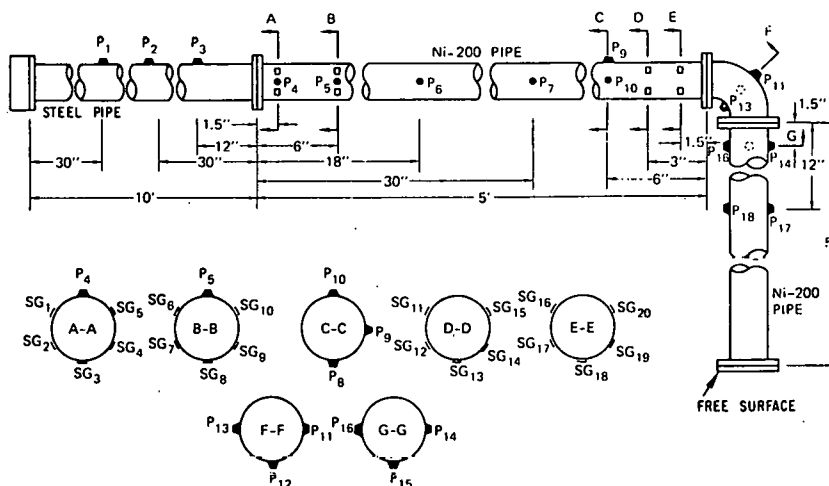 A B C D E F
P1 P2 P3 Ni-200 PIPE P9 P11
P4 P5 P6 P7 P10 P13
STEEL PIPE
1.5" 1.5"
12" 6" 1.5" G
P16 P14 12"
30" 30" 18" 3"
30" 6"
P18 P17
10' 5'
5
P4 P5 P10
SG1 A-A SG5 SG6 B-B SG10 C-C P9 SG11 D-D SG15 SG16 E-E SG20
SG2 SG4 SG7 SG9 SG12 SG14 SG17 SG19
SG3 SG8 P8 SG13 SG18
Ni-200
PIPE
P13 F-F P11 P16 G-G P14
FREE SURFACE
P12 P15